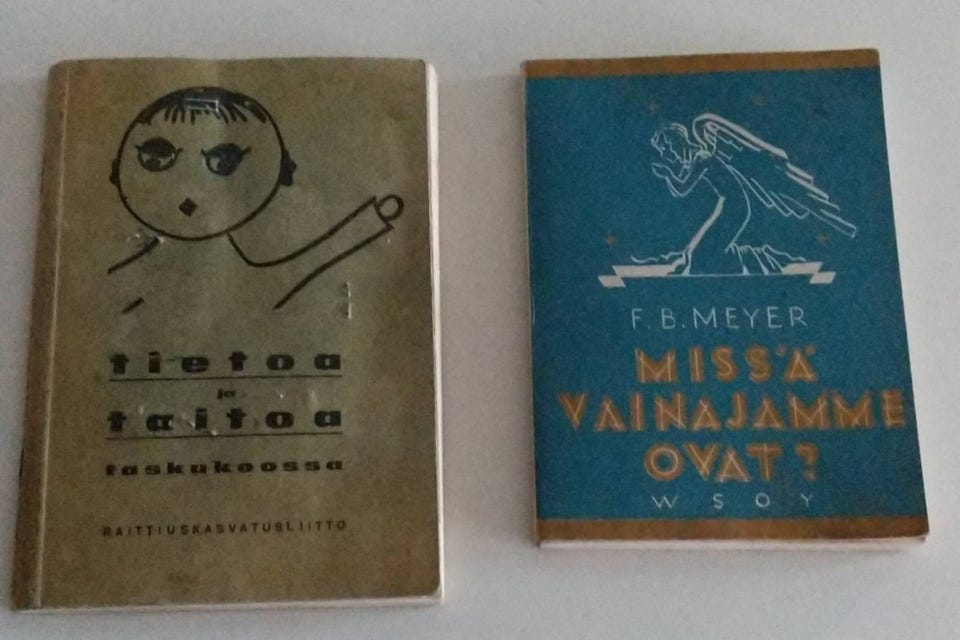 tietoa
ja
taitoa
taskukoossa
RAITTIUSKASVATUSLIITTO
F.B. MEYER
MISSÄ
VAINAJAMME
OVAT?
WSOY